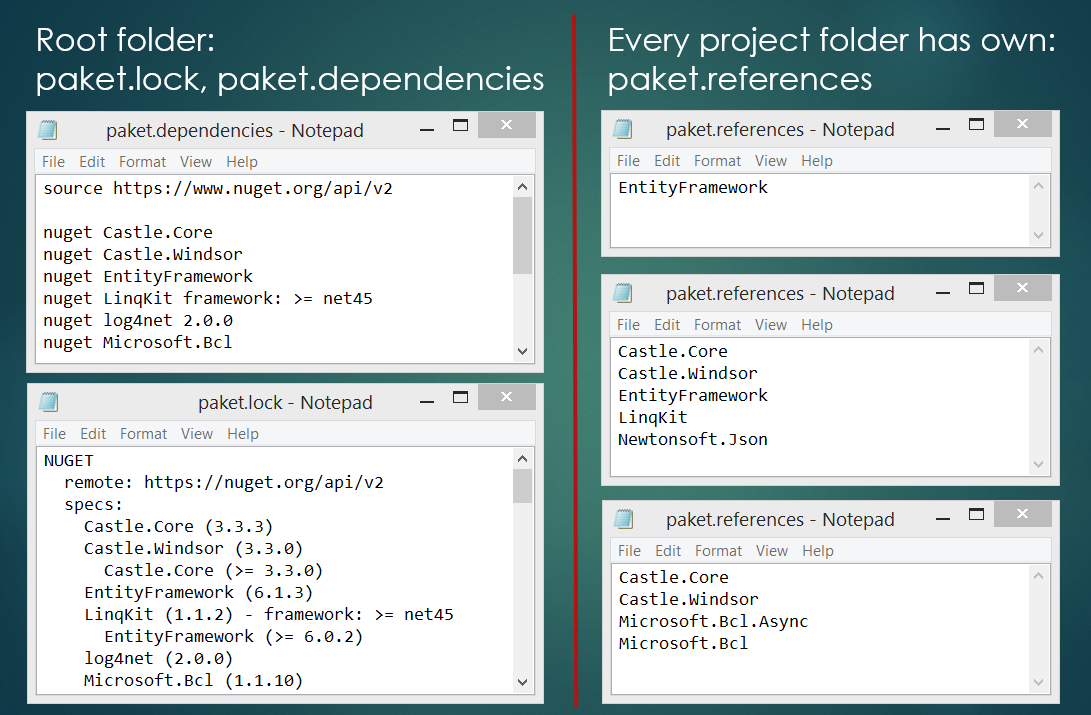 Root folder:
paket.lock, paket.dependencies
paket.dependencies - Notepad
File Edit Format View Help
source https://www.nuget.org/api/v2
nuget Castle.Core
nuget Castle.Windsor
nuget EntityFramework
nuget LinqKit framework: >= net45
nuget log4net 2.0.0
nuget Microsoft.Bcl
paket.lock - Notepad
File Edit Format View Help
NUGET
remote: https://nuget.org/api/v2
specs:
Castle.Core (3.3.3)
Castle.Windsor (3.3.0)
Castle.Core (>= 3.3.0)
EntityFramework (6.1.3)
LinqKit (1.1.2) - framework: >= net45
EntityFramework (>= 6.0.2)
log4net (2.0.0)
Microsoft.Bcl (1.1.10)
Every project folder has own:
paket.references
paket.references - Notepad
File Edit Format View Help
EntityFramework
paket.references - Notepad
File Edit Format View Help
Castle.Core
Castle.Windsor
EntityFramework
LinqKit
Newtonsoft.Json
paket.references - Notepad
File Edit Format View Help
Castle.Core
Castle.Windsor
Microsoft.Bcl.Async
Microsoft.Bcl